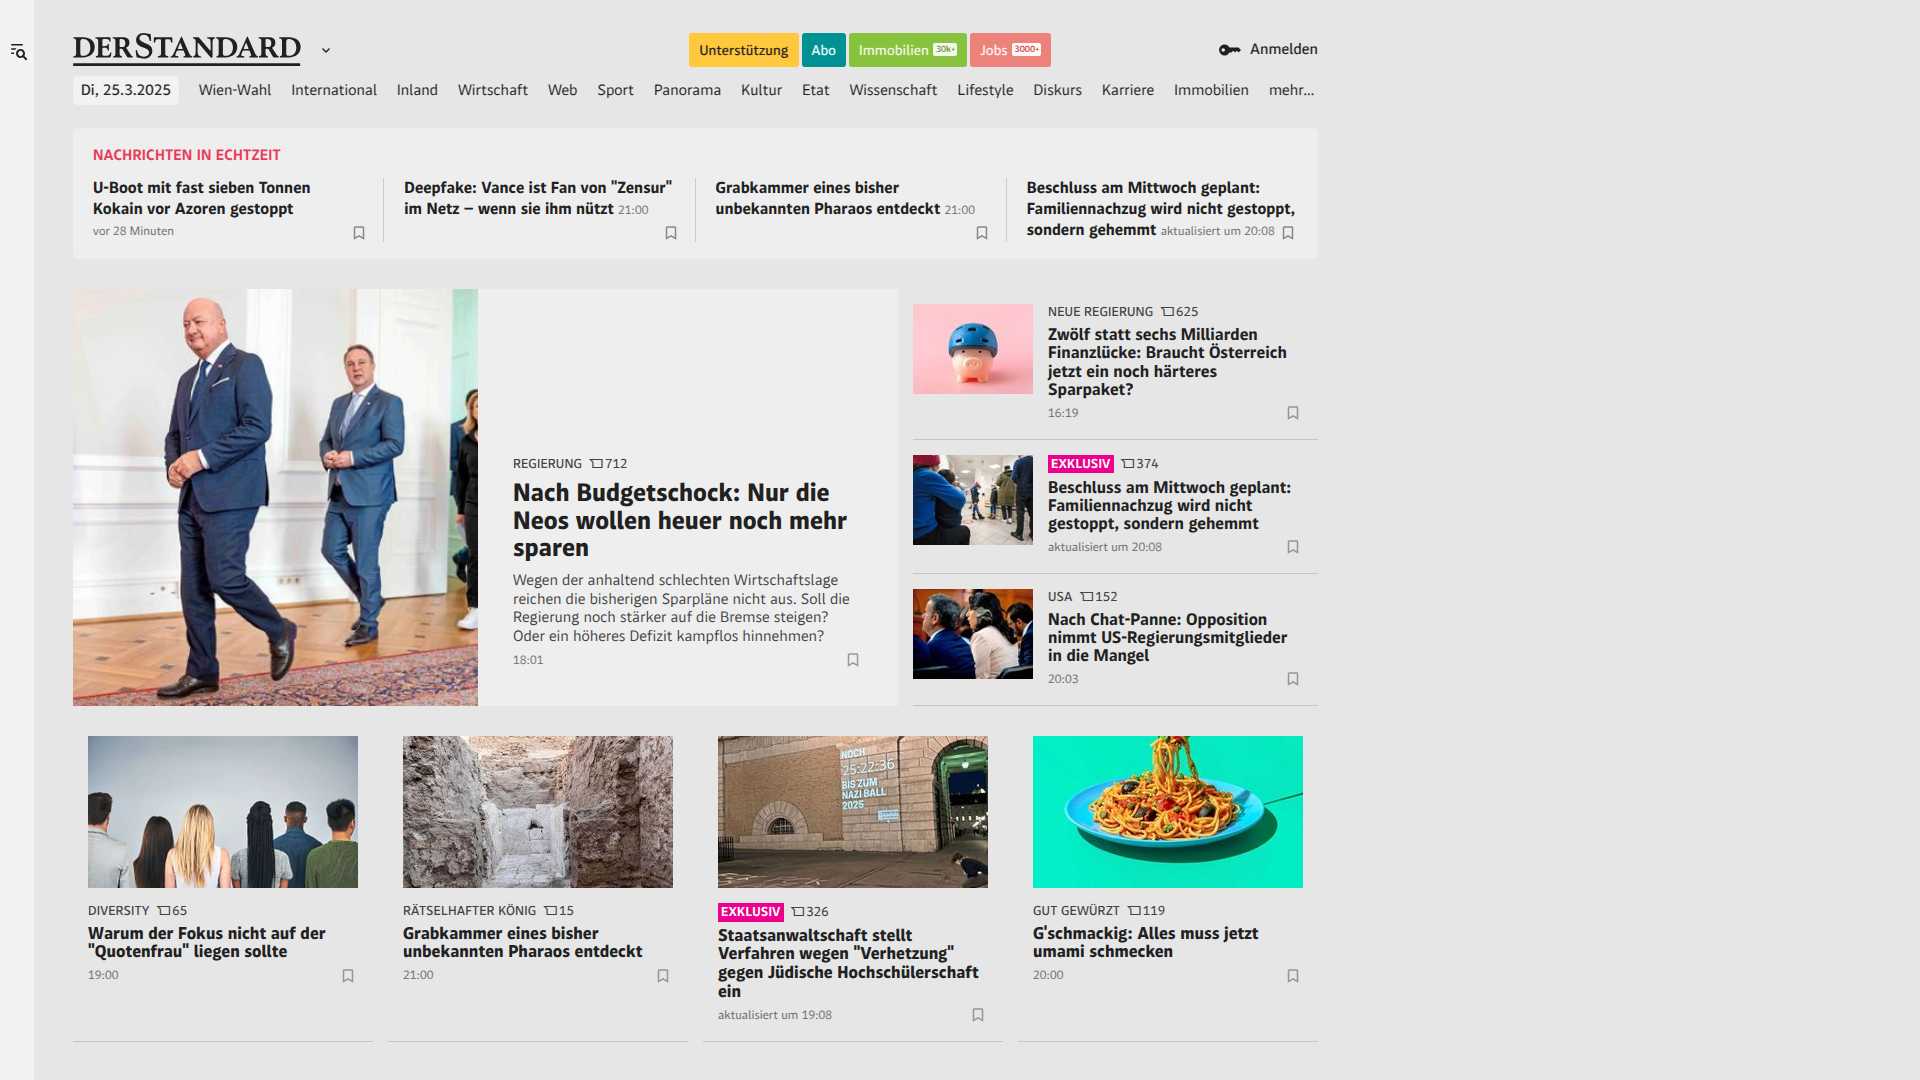 DERSTANDARD
Unterstützung
Abo
Immobilien 30k+
Jobs 3000+
Anmelden
Di, 25.3.2025
Wien-Wahl
International
Inland
Wirtschaft
Web
Sport
Panorama
Kultur
Etat
Wissenschaft
Lifestyle
Diskurs
Karriere
Immobilien
mehr...
NACHRICHTEN IN ECHTZEIT
U-Boot mit fast sieben Tonnen
Kokain vor Azoren gestoppt
vor 28 Minuten
Deepfake: Vance ist Fan von "Zensur"
im Netz – wenn sie ihm nützt 21:00
Grabkammer eines bisher
unbekannten Pharaos entdeckt 21:00
Beschluss am Mittwoch geplant:
Familiennachzug wird nicht gestoppt,
sondern gehemmt aktualisiert um 20:08
REGIERUNG 712
Nach Budgetschock: Nur die
Neos wollen heuer noch mehr
sparen
Wegen der anhaltend schlechten Wirtschaftslage
reichen die bisherigen Sparpläne nicht aus. Soll die
Regierung noch stärker auf die Bremse steigen?
Oder ein höheres Defizit kampflos hinnehmen?
18:01
NEUE REGIERUNG 625
Zwölf statt sechs Milliarden
Finanzlücke: Braucht Österreich
jetzt ein noch härteres
Sparpaket?
16:19
EXKLUSIV 374
Beschluss am Mittwoch geplant:
Familiennachzug wird nicht
gestoppt, sondern gehemmt
aktualisiert um 20:08
USA 152
Nach Chat-Panne: Opposition
nimmt US-Regierungsmitglieder
in die Mangel
20:03
DIVERSITY 65
Warum der Fokus nicht auf der
"Quotenfrau" liegen sollte
19:00
RÄTSELHAFTER KÖNIG 15
Grabkammer eines bisher
unbekannten Pharaos entdeckt
21:00
NOCH
25:22:36
BIS ZUM
NAZI BALL
2025
EXKLUSIV 326
Staatsanwaltschaft stellt
Verfahren wegen "Verhetzung"
gegen Jüdische Hochschülerschaft
ein
aktualisiert um 19:08
GUT GEWÜRZT 119
G'schmackig: Alles muss jetzt
umami schmecken
20:00